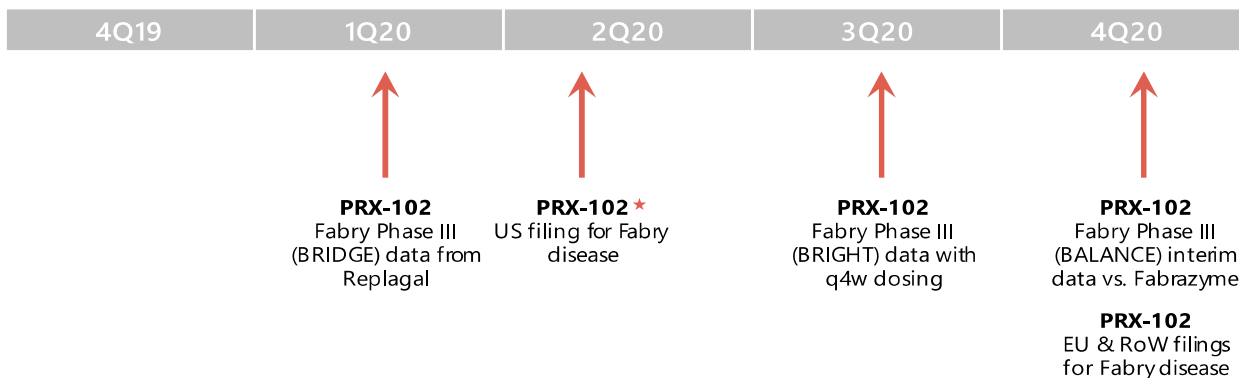 4Q19 1Q20 2Q20 3Q20 4Q20
PRX-102
Fabry Phase III
(BRIDGE) data from
Replagal
PRX-102 ★
US filing for Fabry
disease
PRX-102
Fabry Phase III
(BRIGHT) data with
q4w dosing
PRX-102
Fabry Phase III
(BALANCE) interim
data vs. Fabrazyme
PRX-102
EU & RoW filings
for Fabry disease